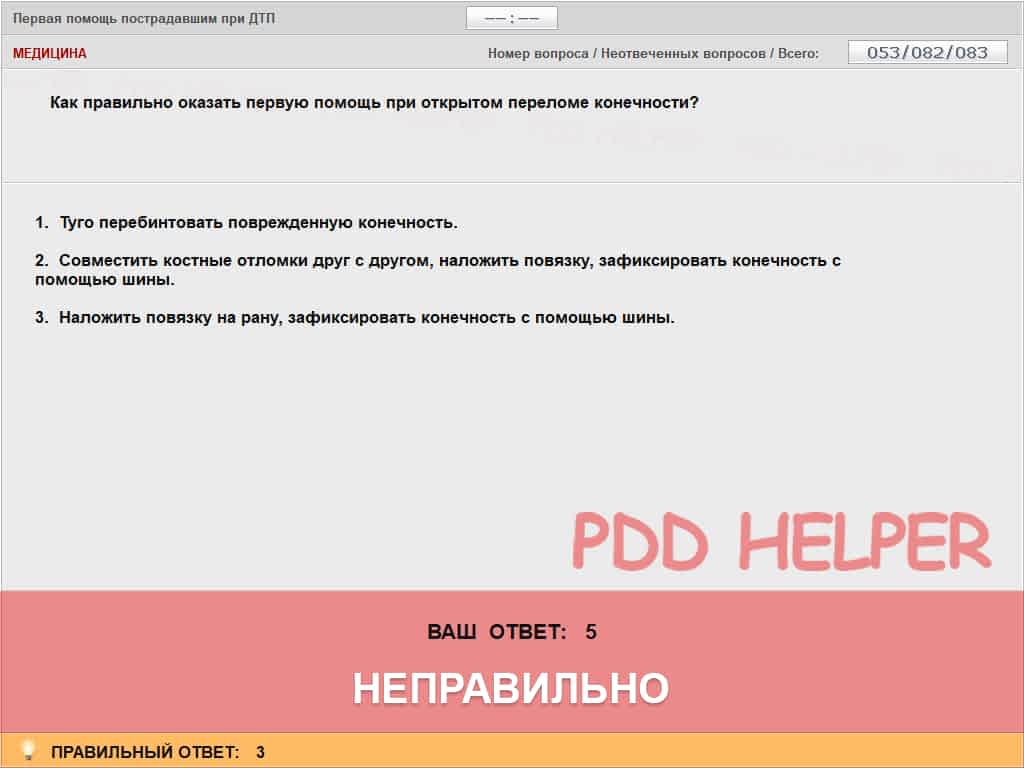 Первая помощь пострадавшим при ДТП
—— : ——
МЕДИЦИНА
Номер вопроса / Неотвеченных вопросов / Всего:
053/082/083
Как правильно оказать первую помощь при открытом переломе конечности?
1. Туго перебинтовать поврежденную конечность.
2. Совместить костные отломки друг с другом, наложить повязку, зафиксировать конечность с
помощью шины.
3. Наложить повязку на рану, зафиксировать конечность с помощью шины.
PDD HELPER
ВАШ ОТВЕТ: 5
НЕПРАВИЛЬНО
ПРАВИЛЬНЫЙ ОТВЕТ: 3